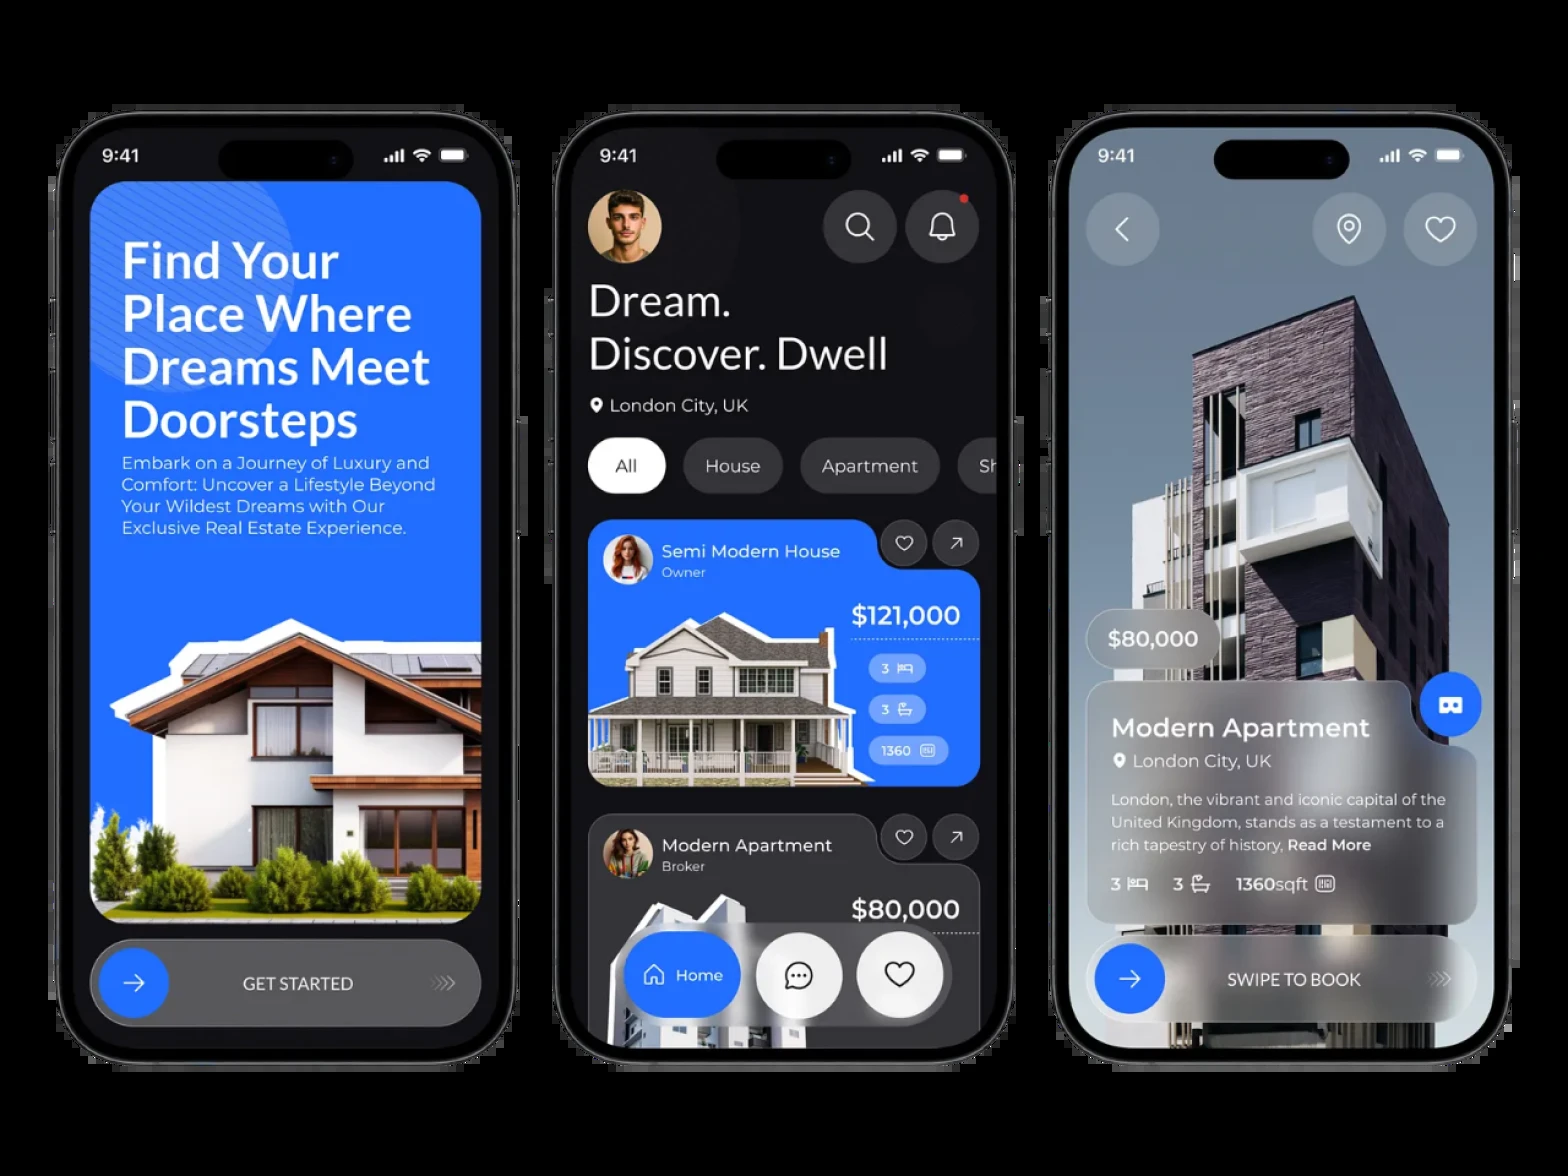 9:41
Find Your
Place Where
Dreams Meet
Doorsteps
Embark on a Journey of Luxury and
Comfort: Uncover a Lifestyle Beyond
Your Wildest Dreams with Our
Exclusive Real Estate Experience.
GET STARTED
9:41
Dream.
Discover. Dwell
London City, UK
All House Apartment Sh
Semi Modern House
Owner
$121,000
3
3
1360
Modern Apartment
Broker
$80,000
Home
9:41
$80,000
Modern Apartment
London City, UK
London, the vibrant and iconic capital of the
United Kingdom, stands as a testament to a
rich tapestry of history, Read More
3 3 1360sqft
SWIPE TO BOOK